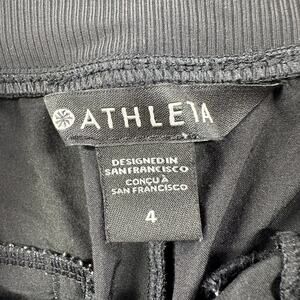 ATHLETA
DESIGNED IN
SAN FRANCISCO
CONÇU À
SAN FRANCISCO
4